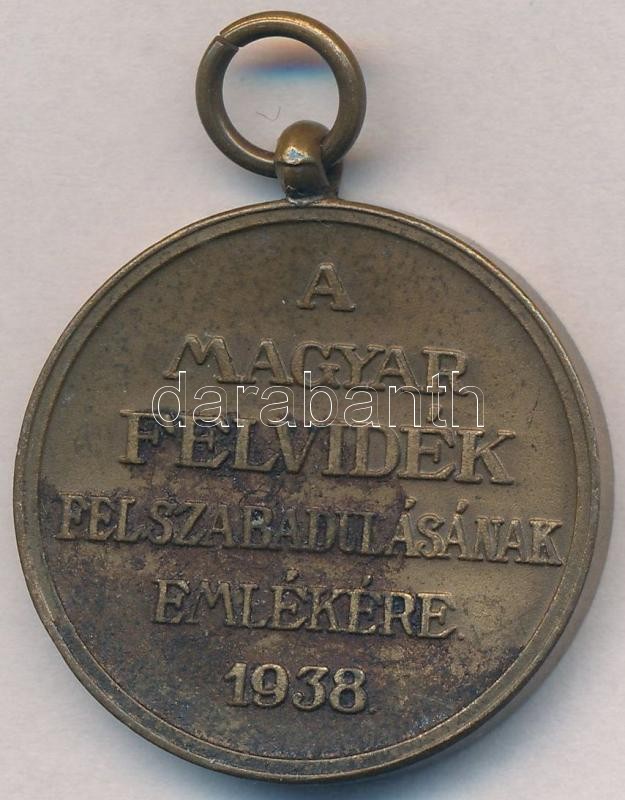 A
MAGYAR
darabanth
FELVIDÉK
FELSZABADULÁSÁNAK
EMLÉKÉRE.
1938.